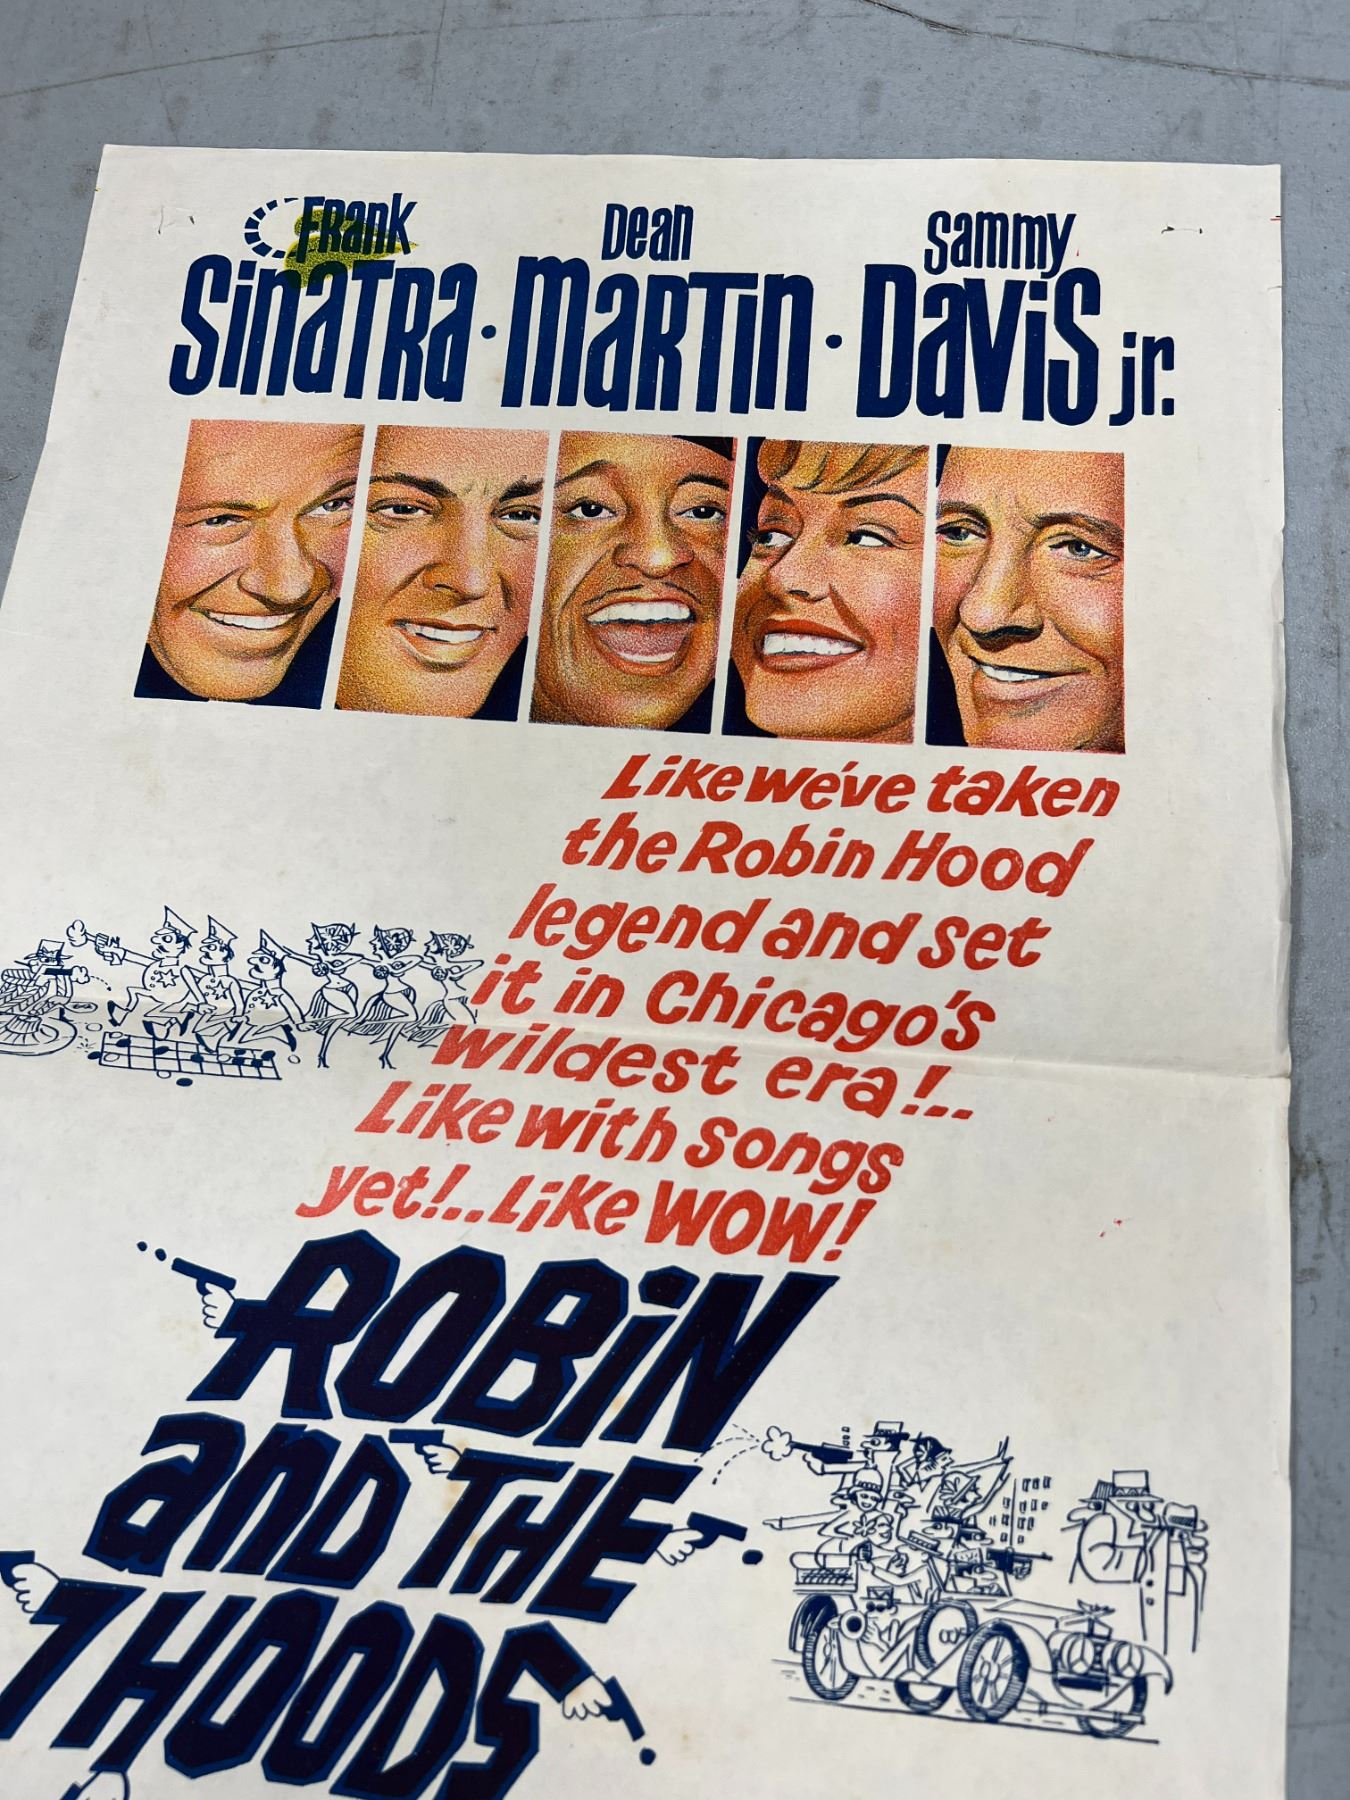 Frank
Dean
Sammy
Sinatra · Martin · Davis jr.
Like we've taken
the Robin Hood
legend and set
it in Chicago's
wildest era!..
Like with songs
yet!..Like WOW!
ROBiN
and THE
7 HOODS